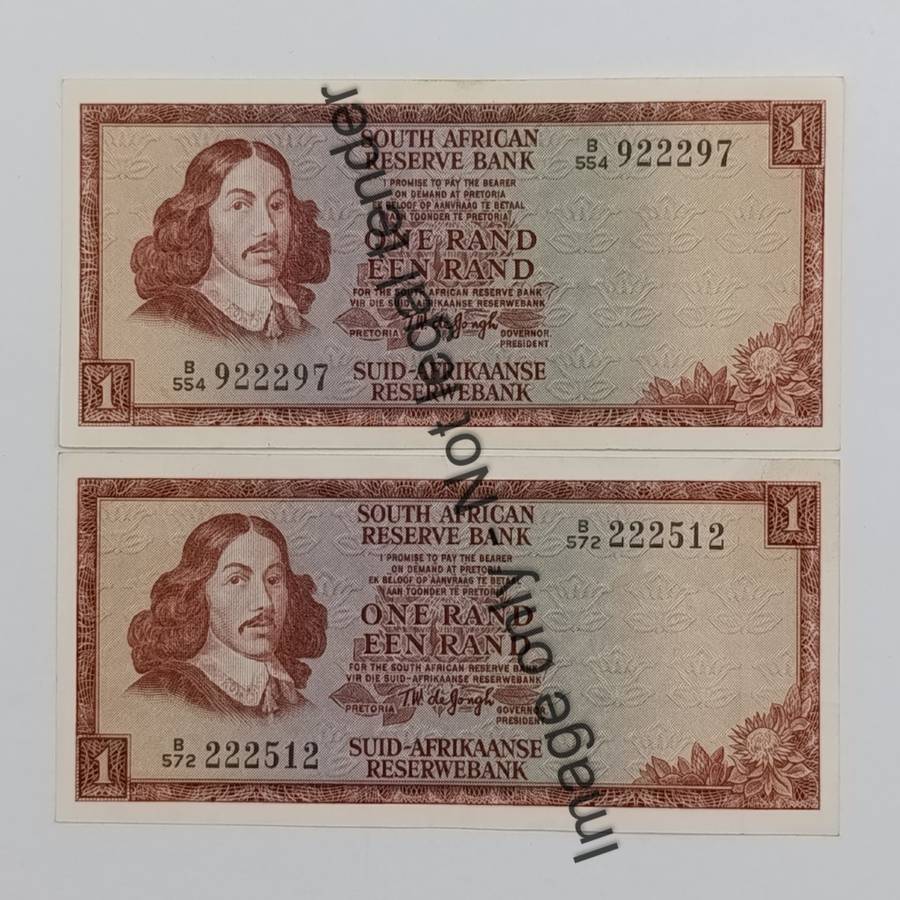 1
SOUTH AFRICAN
RESERVE BANK
B
554 922297
I PROMISE TO PAY THE BEARER
ON DEMAND AT PRETORIA
EK BELOOF OP AANVRAAG TE BETAAL
AAN TOONDER TE PRETORIA
ONE RAND
EEN RAND
FOR THE SOUTH AFRICAN RESERVE BANK
VIR DIE SUID-AFRIKAANSE RESERWEBANK
T.W. de Jongh
PRETORIA GOVERNOR
PRESIDENT.
B
554 922297
SUID-AFRIKAANSE
RESERWEBANK
1
1
SOUTH AFRICAN
RESERVE BANK
B
572 222512
I PROMISE TO PAY THE BEARER
ON DEMAND AT PRETORIA
EK BELOOF OP AANVRAAG TE BETAAL
AAN TOONDER TE PRETORIA
ONE RAND
EEN RAND
FOR THE SOUTH AFRICAN RESERVE BANK
VIR DIE SUID-AFRIKAANSE RESERWEBANK
T.W. de Jongh
PRETORIA GOVERNOR
PRESIDENT
B
572 222512
SUID-AFRIKAANSE
RESERWEBANK
1
Image only, Not legal tender